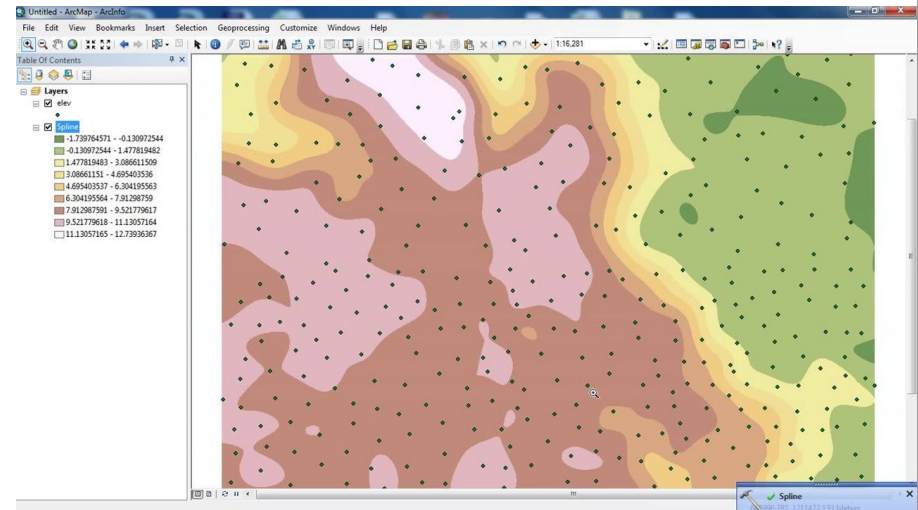 Untitled - ArcMap - ArcInfo
File Edit View Bookmarks Insert Selection Geoprocessing Customize Windows Help
1:16,281
Table Of Contents
Layers
elev
Spline
-1.739764571 - -0.130972544
-0.130972544 - 1.477819482
1.477819483 - 3.086611509
3.08661151 - 4.695403536
4.695403537 - 6.304195563
6.304195564 - 7.91298759
7.912987591 - 9.521779617
9.521779618 - 11.13057164
11.13057165 - 12.73936367
Spline
Meters